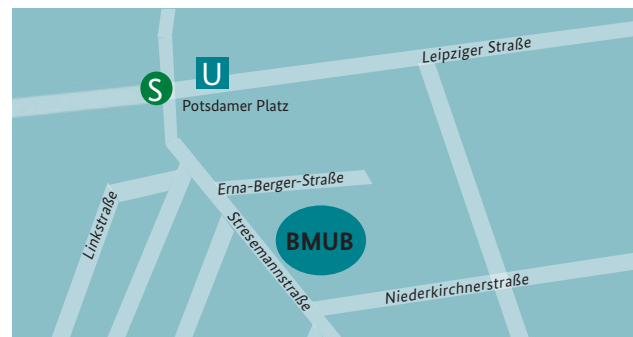 Leipziger Straße
U
S
Potsdamer Platz
Erna-Berger-Straße
Linkstraße
Stresemannstraße
BMUB
Niederkirchnerstraße